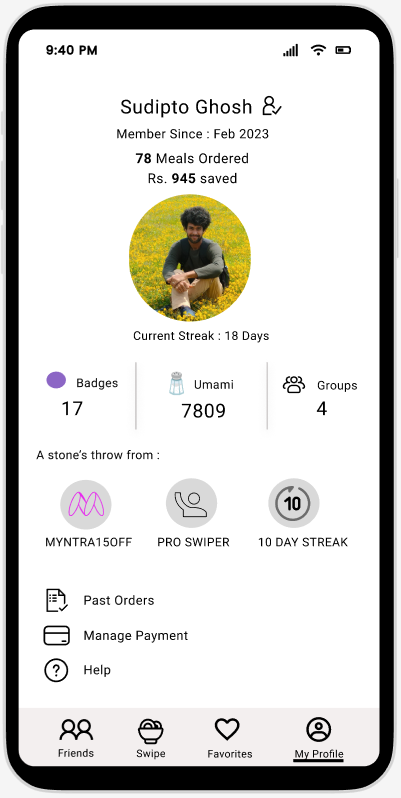 9:40 PM
Sudipto Ghosh
Member Since : Feb 2023
78 Meals Ordered
Rs. 945 saved
Current Streak : 18 Days
Badges
17
Umami
7809
Groups
4
A stone's throw from :
10
MYNTRA15OFF
PRO SWIPER
10 DAY STREAK
Past Orders
Manage Payment
Help
Friends
Swipe
Favorites
My Profile